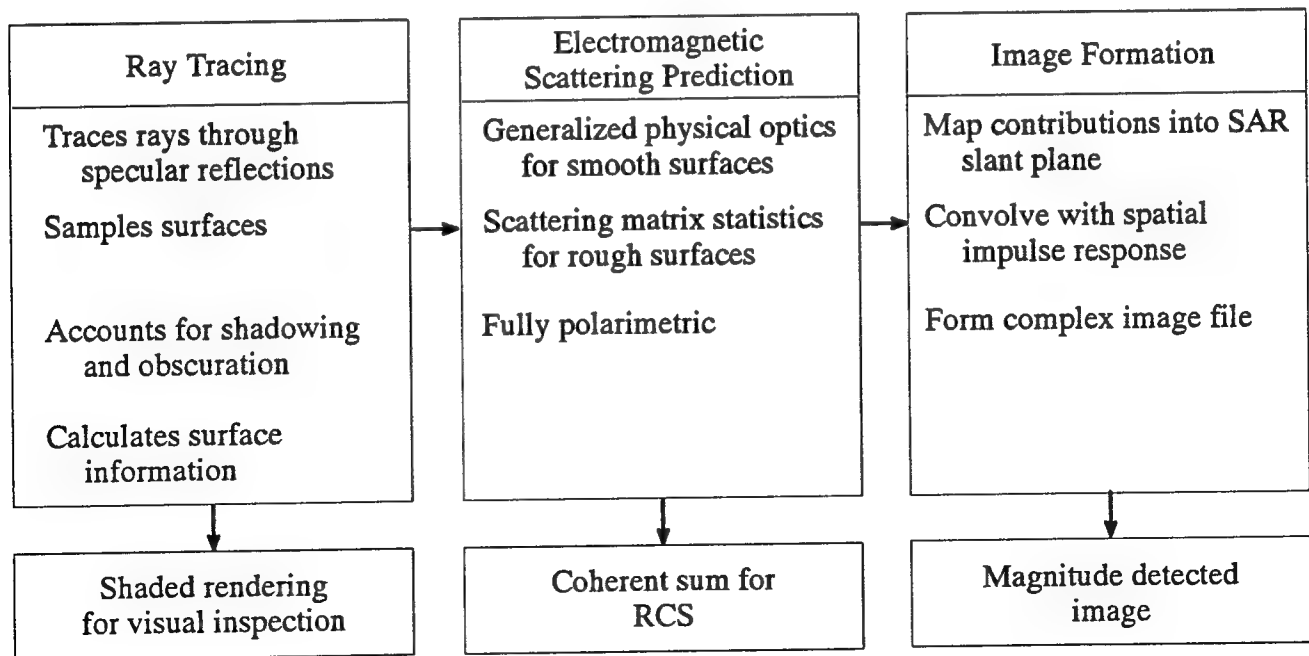 Ray Tracing
Traces rays through
specular reflections
Samples surfaces
Accounts for shadowing
and obscuration
Calculates surface
information
Shaded rendering
for visual inspection
Electromagnetic
Scattering Prediction
Generalized physical optics
for smooth surfaces
Scattering matrix statistics
for rough surfaces
Fully polarimetric
Coherent sum for
RCS
Image Formation
Map contributions into SAR
slant plane
Convolve with spatial
impulse response
Form complex image file
Magnitude detected
image